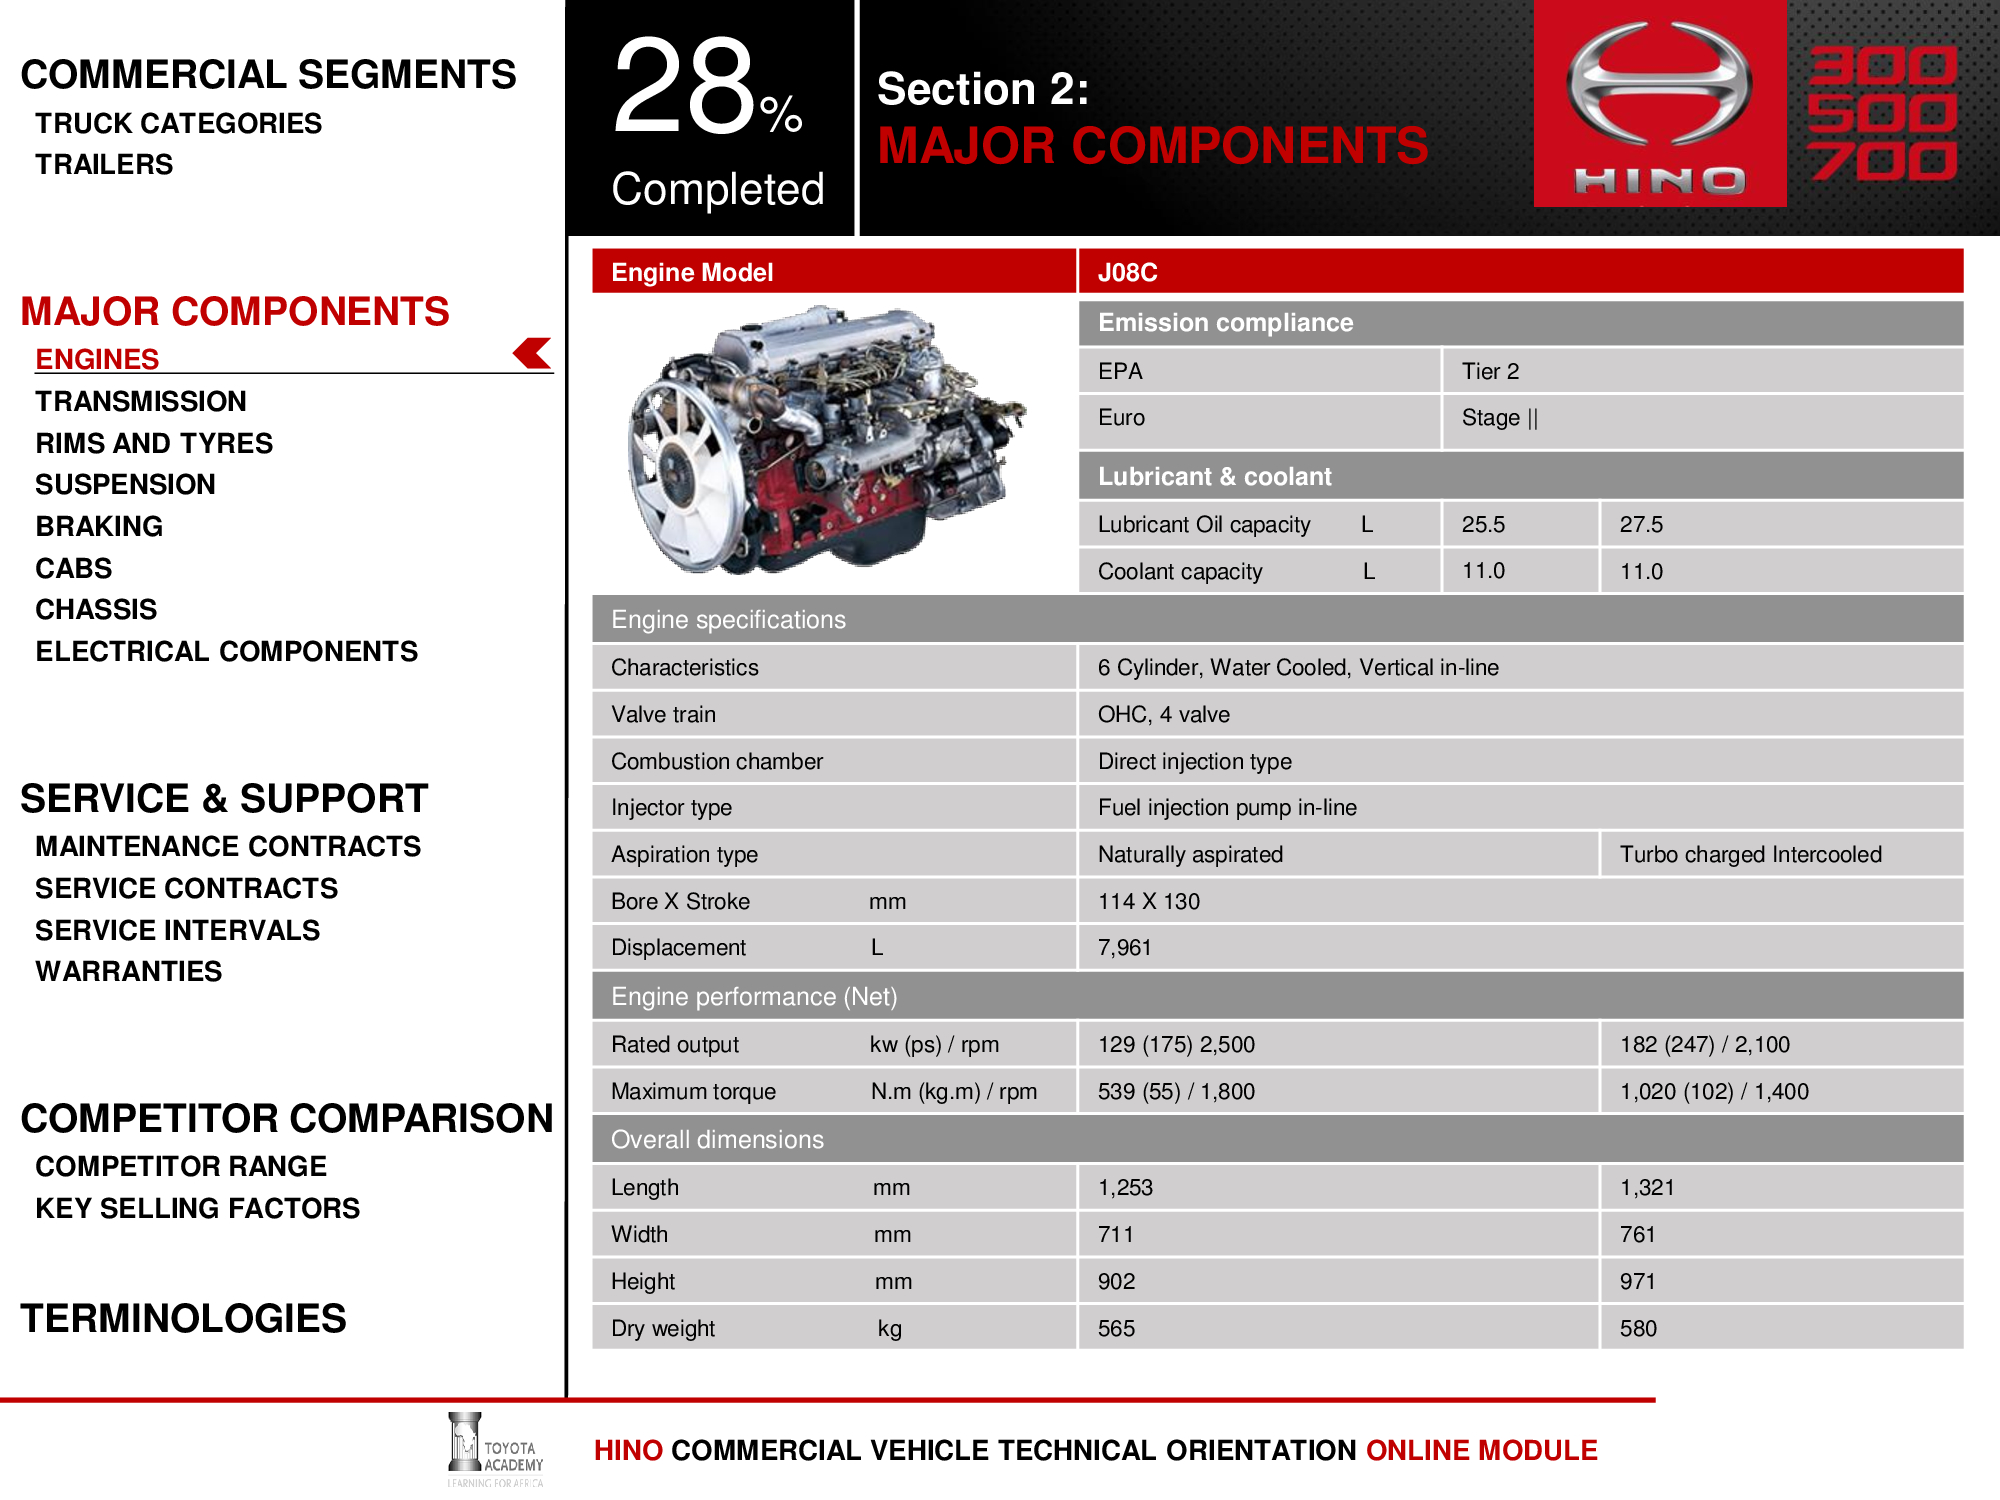 COMMERCIAL SEGMENTS
TRUCK CATEGORIES
TRAILERS
MAJOR COMPONENTS
ENGINES
TRANSMISSION
RIMS AND TYRES
SUSPENSION
BRAKING
CABS
CHASSIS
ELECTRICAL COMPONENTS
SERVICE & SUPPORT
MAINTENANCE CONTRACTS
SERVICE CONTRACTS
SERVICE INTERVALS
WARRANTIES
COMPETITOR COMPARISON
COMPETITOR RANGE
KEY SELLING FACTORS
TERMINOLOGIES
28%
Completed
Section 2:
MAJOR COMPONENTS
HINO
300
500
700
Engine Model J08C
Emission compliance
EPA Tier 2
Euro Stage ||
Lubricant & coolant
Lubricant Oil capacity L 25.5 27.5
Coolant capacity L 11.0 11.0
Engine specifications
Characteristics 6 Cylinder, Water Cooled, Vertical in-line
Valve train OHC, 4 valve
Combustion chamber Direct injection type
Injector type Fuel injection pump in-line
Aspiration type Naturally aspirated Turbo charged Intercooled
Bore X Stroke mm 114 X 130
Displacement L 7,961
Engine performance (Net)
Rated output kw (ps) / rpm 129 (175) 2,500 182 (247) / 2,100
Maximum torque N.m (kg.m) / rpm 539 (55) / 1,800 1,020 (102) / 1,400
Overall dimensions
Length mm 1,253 1,321
Width mm 711 761
Height mm 902 971
Dry weight kg 565 580
TOYOTA
ACADEMY
LEARNING FOR AFRICA
HINO COMMERCIAL VEHICLE TECHNICAL ORIENTATION ONLINE MODULE